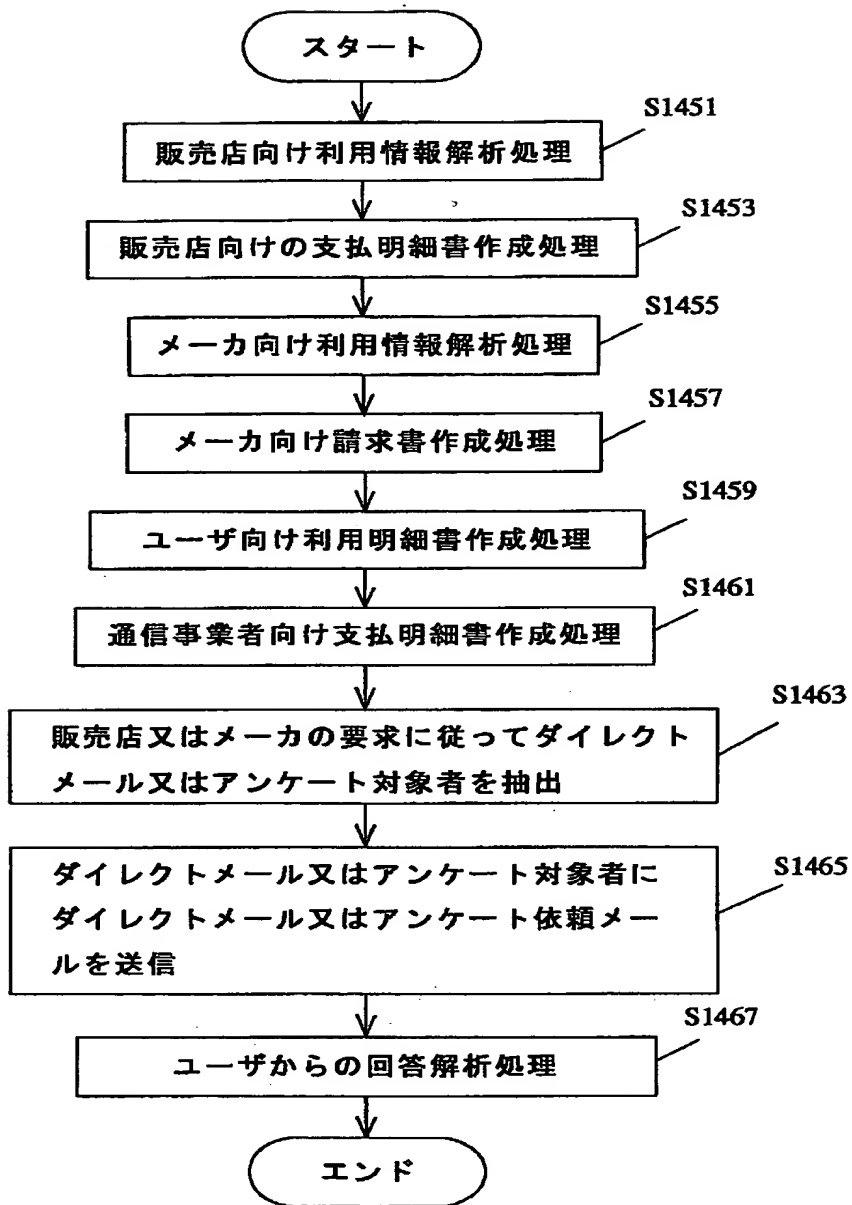 スタート
S1451
販売店向け利用情報解析処理
S1453
販売店向けの支払明細書作成処理
S1455
メーカ向け利用情報解析処理
S1457
メーカ向け請求書作成処理
S1459
ユーザ向け利用明細書作成処理
S1461
通信事業者向け支払明細書作成処理
S1463
販売店又はメーカの要求に従ってダイレクト
メール又はアンケート対象者を抽出
S1465
ダイレクトメール又はアンケート対象者に
ダイレクトメール又はアンケート依頼メー
ルを送信
S1467
ユーザからの回答解析処理
エンド